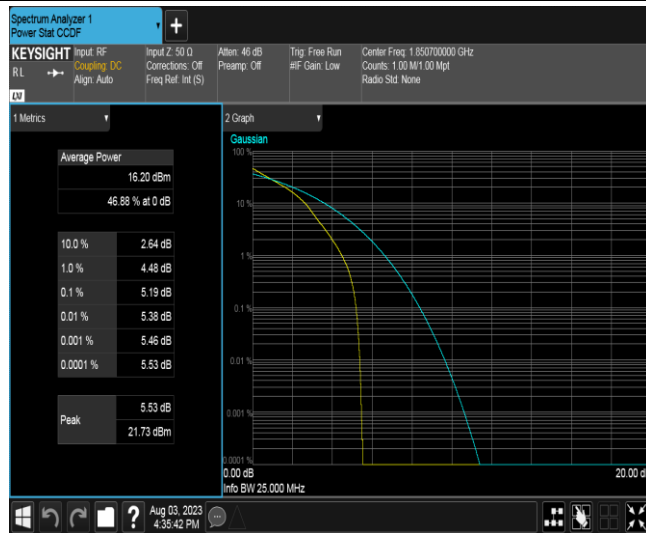 Spectrum Analyzer 1
Power Stat CCDF
KEYSIGHT
R L
LXI
Input: RF
Coupling: DC
Align: Auto
Input Z: 50 Ω
Corrections: Off
Freq Ref: Int (S)
Atten: 46 dB
Preamp: Off
Trig: Free Run
#IF Gain: Low
Center Freq: 1.850700000 GHz
Counts: 1.00 M/1.00 Mpt
Radio Std: None
1 Metrics
Average Power
16.20 dBm
46.88 % at 0 dB
10.0 % 2.64 dB
1.0 % 4.48 dB
0.1 % 5.19 dB
0.01 % 5.38 dB
0.001 % 5.46 dB
0.0001 % 5.53 dB
Peak
5.53 dB
21.73 dBm
2 Graph
Gaussian
100 %
10 %
1 %
0.1 %
0.01 %
0.001 %
0.0001 %
0.00 dB
20.00 d
Info BW 25.000 MHz
?
Aug 03, 2023
4:35:42 PM